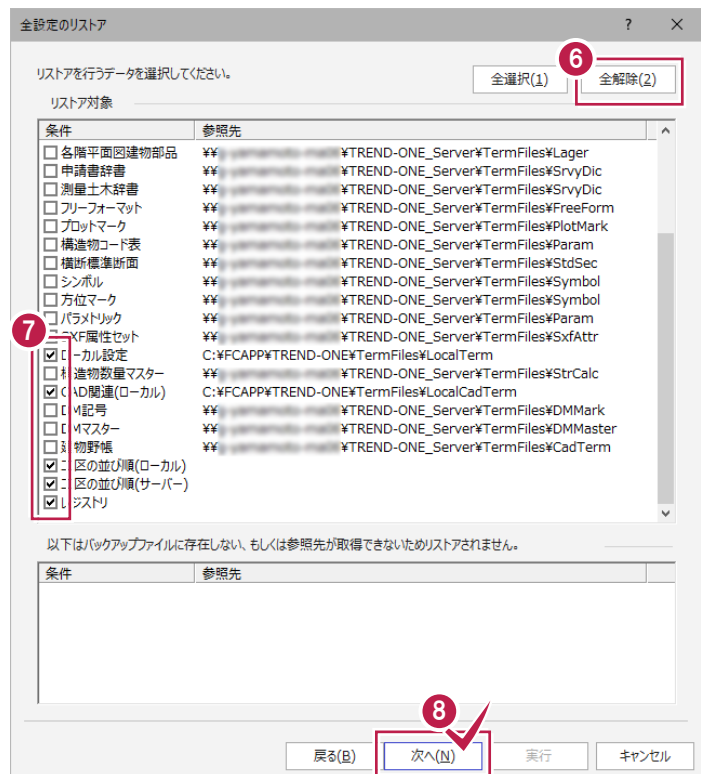 全設定のリストア ? ×
リストアを行うデータを選択してください。
6
全選択(1) 全解除(2)
リストア対象
条件 参照先
各階平面図建物部品 ¥¥ ¥TREND-ONE_Server¥TermFiles¥Lager
申請書辞書 ¥¥ ¥TREND-ONE_Server¥TermFiles¥SrvyDic
測量土木辞書 ¥¥ ¥TREND-ONE_Server¥TermFiles¥SrvyDic
フリーフォーマット ¥¥ ¥TREND-ONE_Server¥TermFiles¥FreeForm
プロットマーク ¥¥ ¥TREND-ONE_Server¥TermFiles¥PlotMark
構造物コード表 ¥¥ ¥TREND-ONE_Server¥TermFiles¥Param
横断標準断面 ¥¥ ¥TREND-ONE_Server¥TermFiles¥StdSec
シンボル ¥¥ ¥TREND-ONE_Server¥TermFiles¥Symbol
方位マーク ¥¥ ¥TREND-ONE_Server¥TermFiles¥Symbol
パラメトリック ¥¥ ¥TREND-ONE_Server¥TermFiles¥Param
7
SXF属性セット ¥¥ ¥TREND-ONE_Server¥TermFiles¥SxfAttr
ローカル設定 C:¥FCAPP¥TREND-ONE¥TermFiles¥LocalTerm
構造物数量マスター ¥¥ ¥TREND-ONE_Server¥TermFiles¥StrCalc
CAD関連(ローカル) C:¥FCAPP¥TREND-ONE¥TermFiles¥LocalCadTerm
DM記号 ¥¥ ¥TREND-ONE_Server¥TermFiles¥DMMark
DMマスター ¥¥ ¥TREND-ONE_Server¥TermFiles¥DMMaster
建物野帳 ¥¥ ¥TREND-ONE_Server¥TermFiles¥CadTerm
工区の並び順(ローカル)
工区の並び順(サーバー)
レジストリ
以下はバックアップファイルに存在しない、もしくは参照先が取得できないためリストアされません。
条件 参照先
8
戻る(B) 次へ(N) 実行 キャンセル